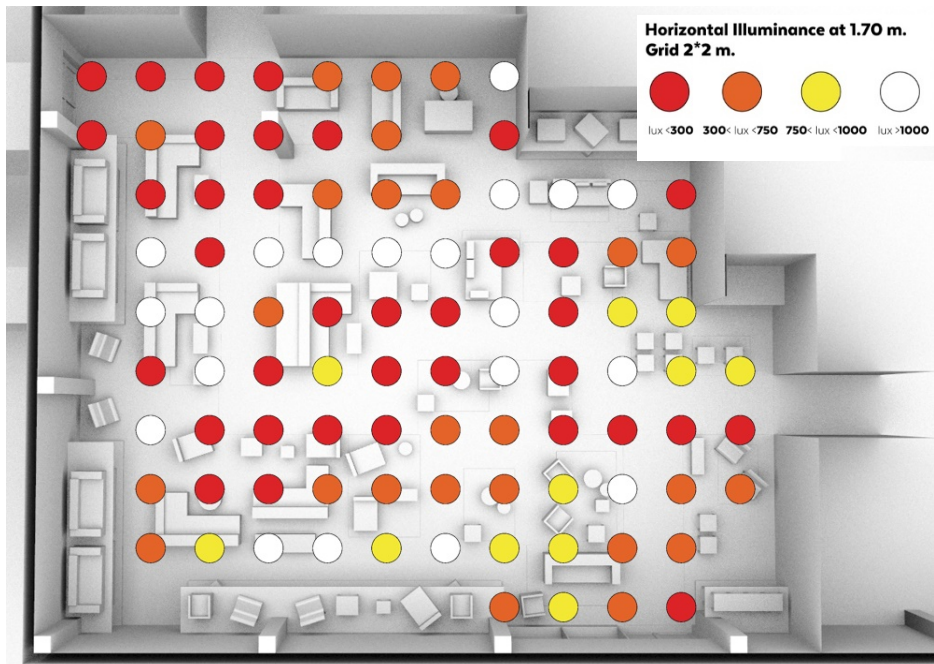 Horizontal Illuminance at 1.70 m.
Grid 2*2 m.
lux <300 300< lux <750 750< lux <1000 lux >1000